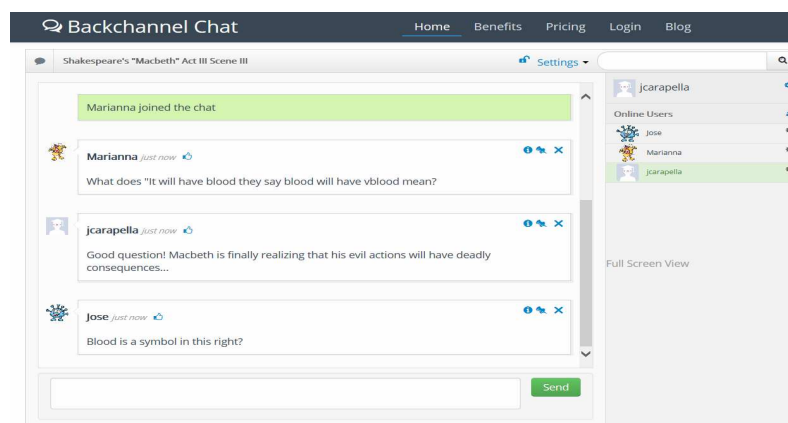 Backchannel Chat
Home Benefits Pricing Login Blog
Shakespeare's "Macbeth" Act III Scene III
Settings
jcarapella
Online Users
Jose
Marianna
jcarapella
Full Screen View
Marianna joined the chat
Marianna just now
What does "It will have blood they say blood will have vblood mean?
jcarapella just now
Good question! Macbeth is finally realizing that his evil actions will have deadly
consequences...
Jose just now
Blood is a symbol in this right?
Send